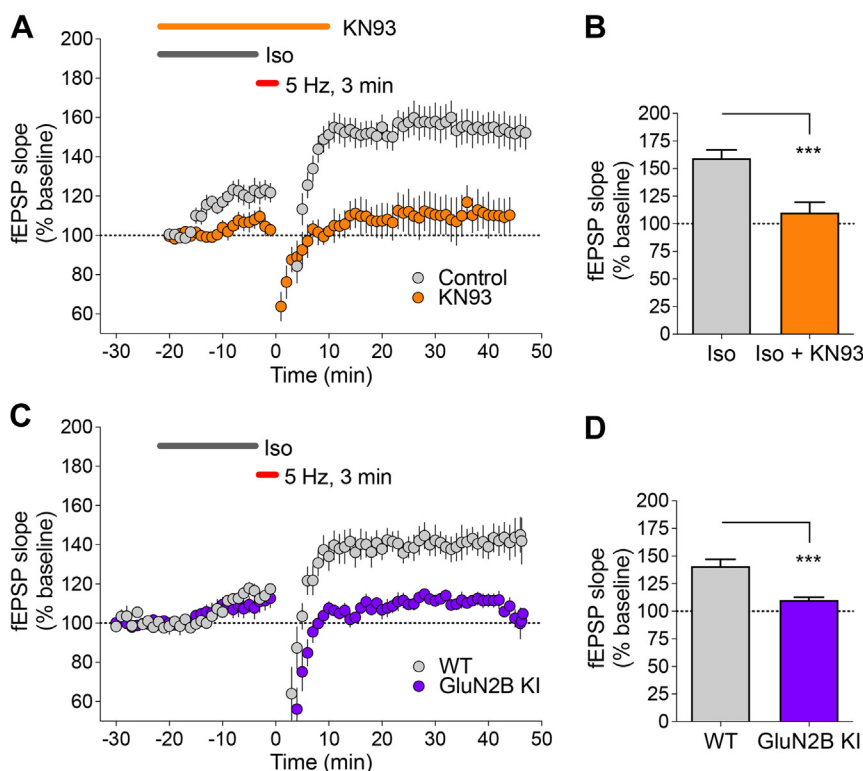 A
KN93
Iso
5 Hz, 3 min
fEPSP slope
(% baseline)
200
180
160
140
120
100
80
60
Control
KN93
-30 -20 -10 0 10 20 30 40 50
Time (min)
B
fEPSP slope
(% baseline)
200
175
150
125
100
75
50
25
0
***
Iso Iso + KN93
C
Iso
5 Hz, 3 min
fEPSP slope
(% baseline)
200
180
160
140
120
100
80
60
WT
GluN2B KI
-30 -20 -10 0 10 20 30 40 50
Time (min)
D
fEPSP slope
(% baseline)
200
175
150
125
100
75
50
25
0
***
WT GluN2B KI